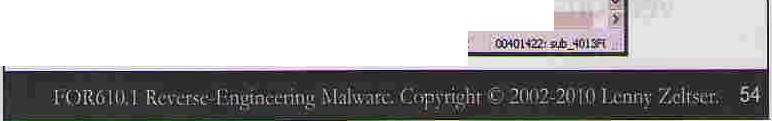 00401422: sub_4013F(
FOR610.1 Reverse-Engineering Malware. Copyright © 2002-2010 Lenny Zeltser. 54